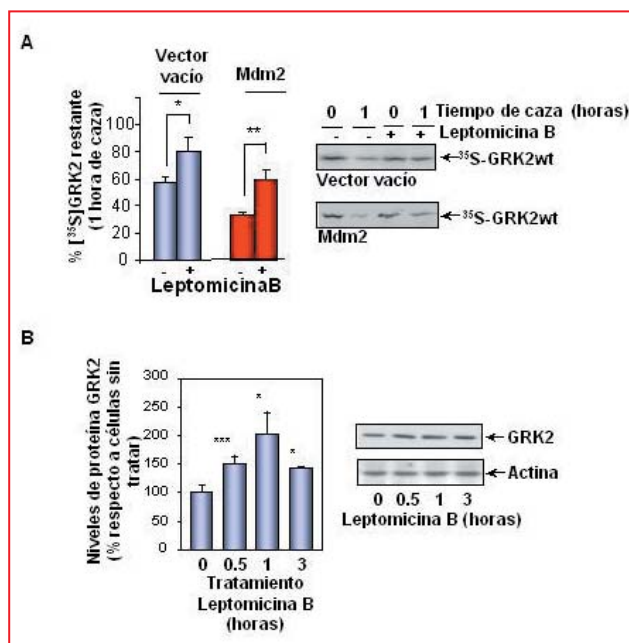 A
Vector
vacío
Mdm2
*
**
% [³⁵S]GRK2 restante
(1 hora de caza)
100
80
60
40
20
0
- + - +
LeptomicinaB
0 1 0 1 Tiempo de caza (horas)
- - + + Leptomicina B
³⁵S-GRK2wt
Vector vacío
³⁵S-GRK2wt
Mdm2
B
Niveles de proteína GRK2
(% respecto a células sin
tratar)
300
250
200
150
100
50
0
***
*
*
0 0.5 1 3
Tratamiento
Leptomicina B
(horas)
GRK2
Actina
0 0.5 1 3
Leptomicina B (horas)